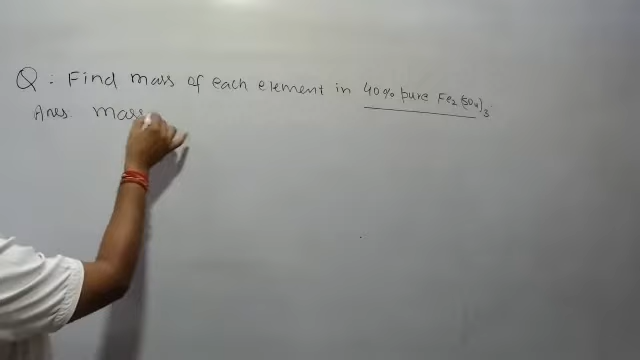 Q : Find mass of each element in 40% pure Fe₂(SO₄)₃
Ans. mass